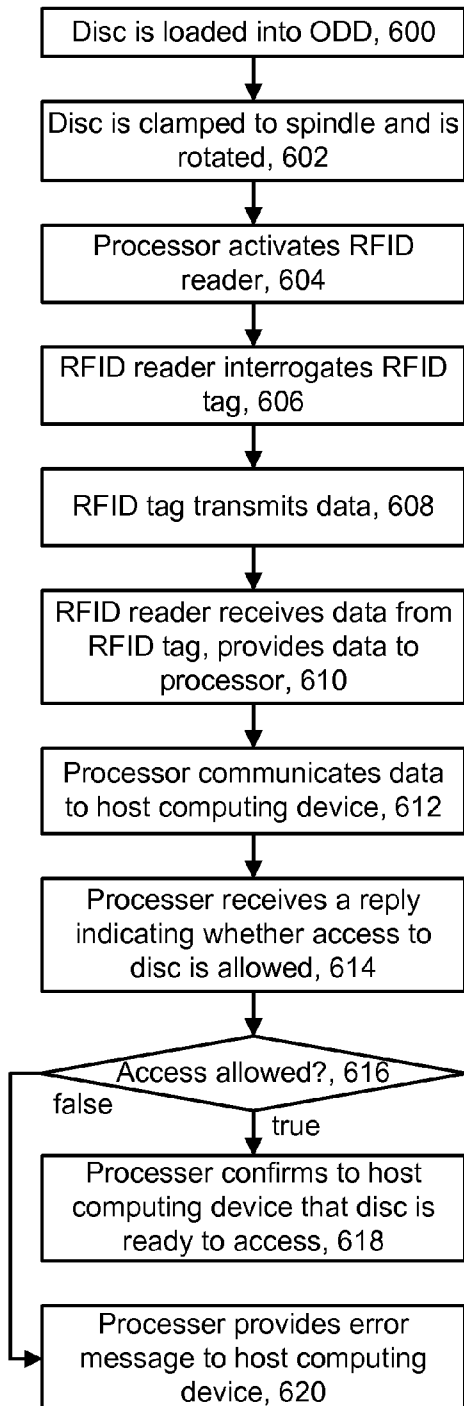 Disc is loaded into ODD, 600
Disc is clamped to spindle and is
rotated, 602
Processor activates RFID
reader, 604
RFID reader interrogates RFID
tag, 606
RFID tag transmits data, 608
RFID reader receives data from
RFID tag, provides data to
processor, 610
Processor communicates data
to host computing device, 612
Processer receives a reply
indicating whether access to
disc is allowed, 614
Access allowed?, 616
false
true
Processer confirms to host
computing device that disc is
ready to access, 618
Processer provides error
message to host computing
device, 620